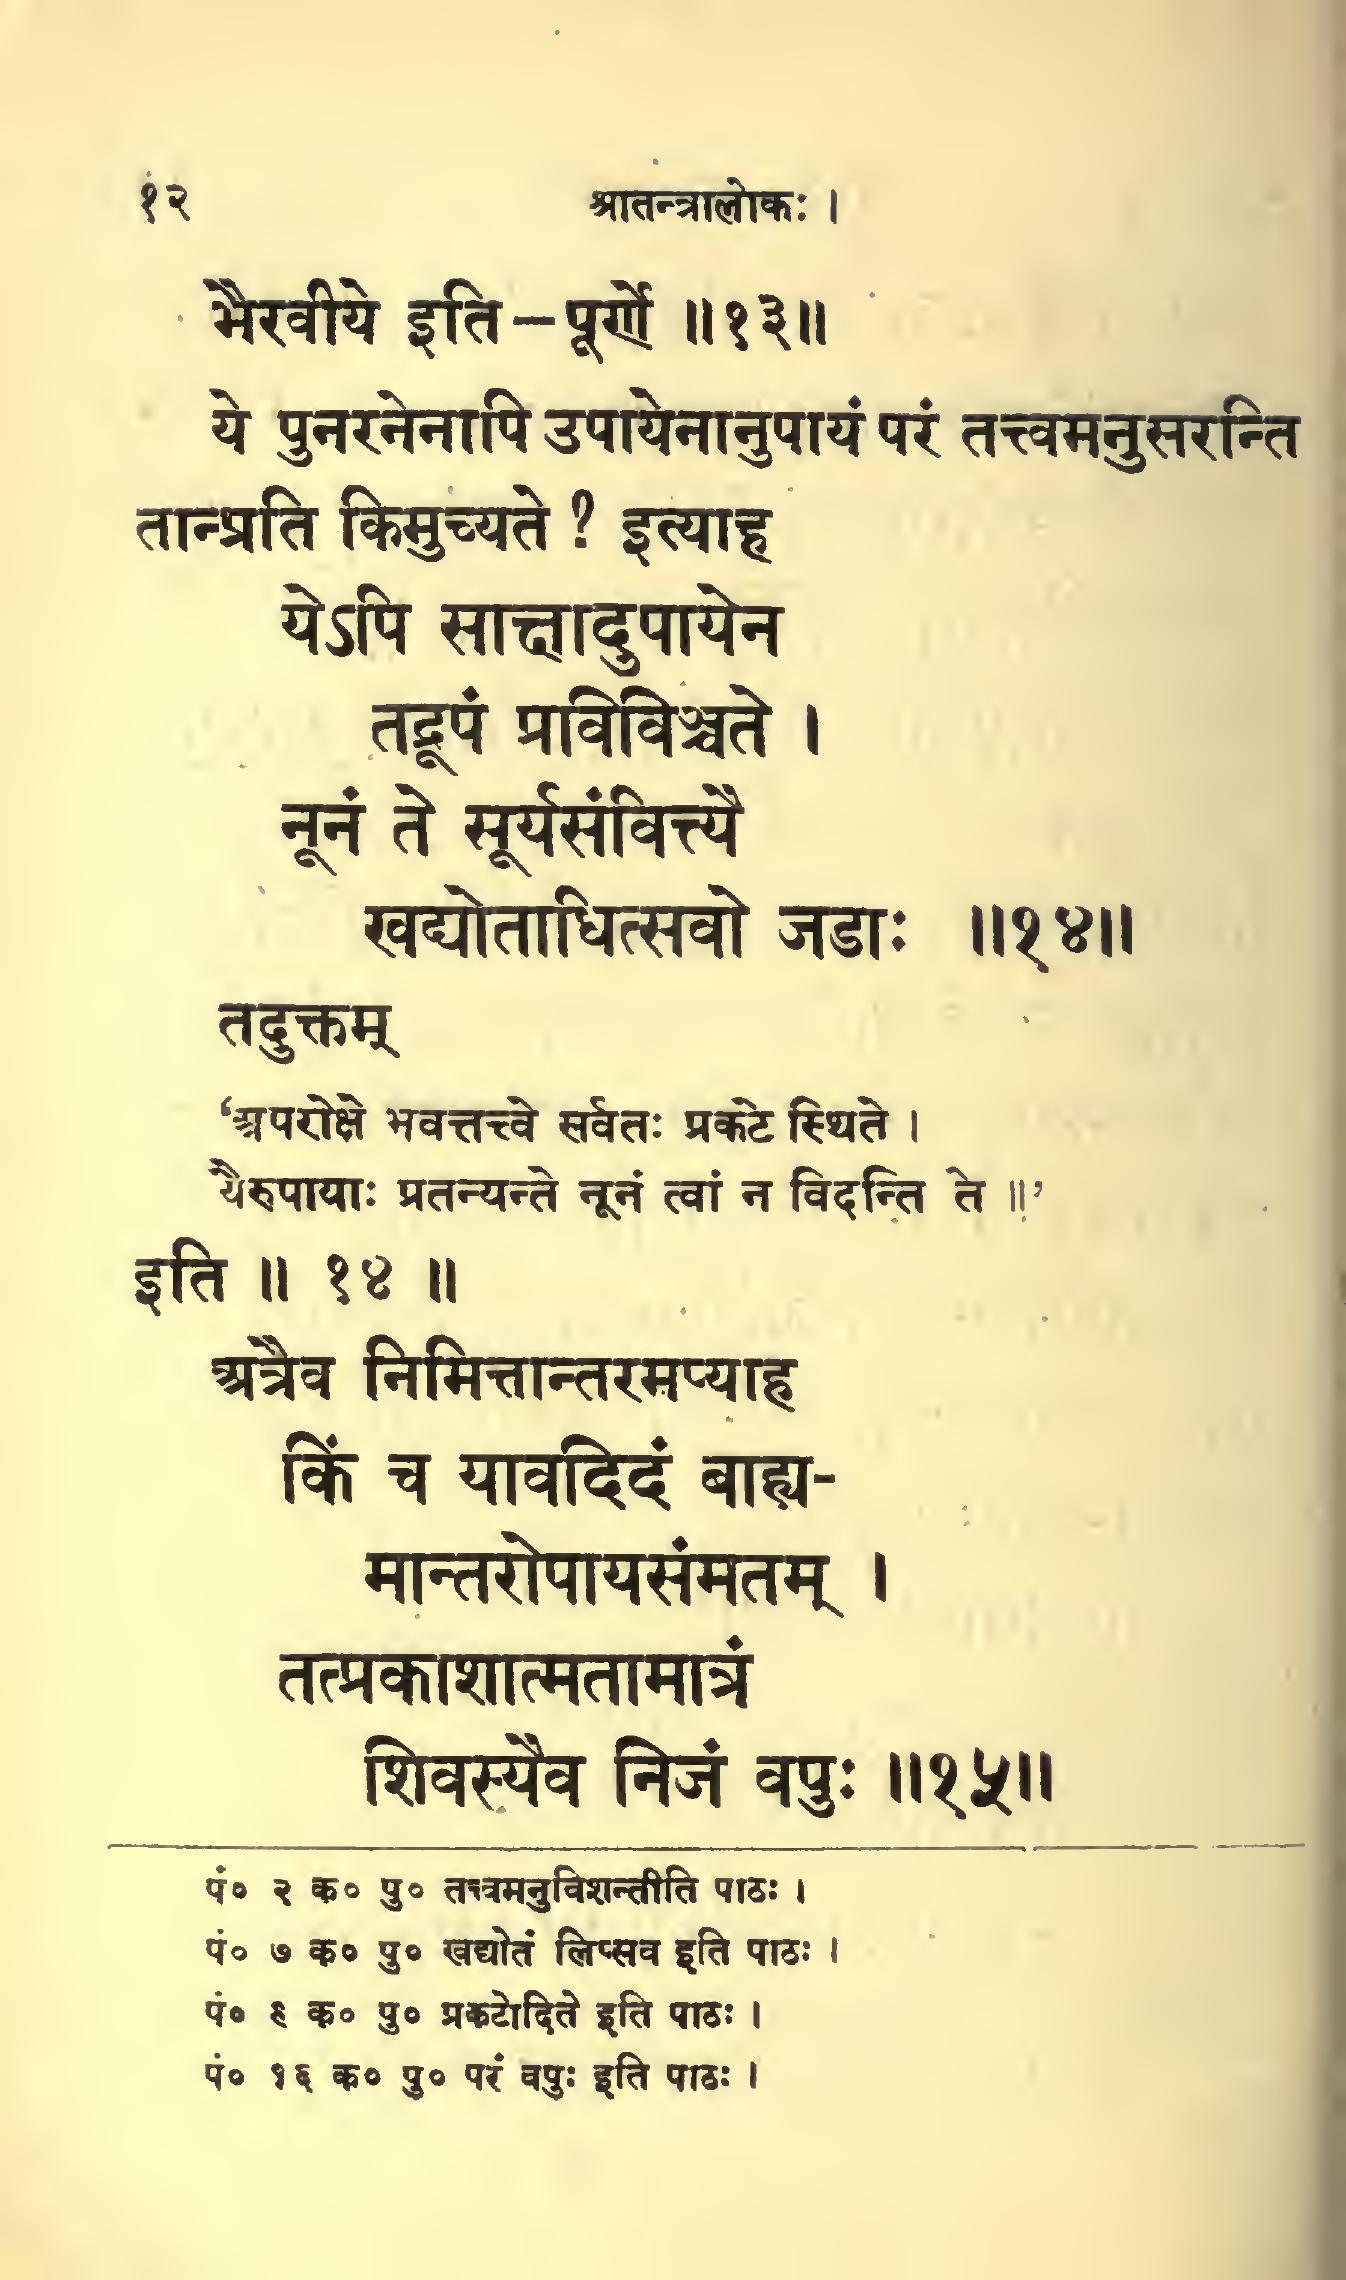 १२ श्रातन्त्रालोकः ।
भैरवीये इति – पूर्णे ॥१३॥
ये पुनरनेनापि उपायेनानुपायं परं तत्त्वमनुसरन्ति
तान्प्रति किमुच्यते ? इत्याह
येऽपि साक्षादुपायेन
तद्रूपं प्रविविञ्चते ।
नूनं ते सूर्यसंवित्त्यै
खद्योताधित्सवो जडाः ॥१४॥
तदुक्तम्
‘अपरोक्षे भवत्तत्त्वे सर्वतः प्रकटे स्थिते ।
यैरुपायाः प्रतन्यन्ते नूनं त्वां न विदन्ति ते ॥’
इति ॥ १४ ॥
अत्रैव निमित्तान्तरमप्याह
किं च यावदिदं बाह्य-
मान्तरोपायसंमतम् ।
तत्प्रकाशात्मतामात्रं
शिवस्यैव निजं वपुः ॥१५॥
पं० २ क० पु० तत्त्वमनुविशन्तीति पाठः ।
पं० ७ क० पु० खद्योतं लिप्सव इति पाठः ।
पं० ९ क० पु० प्रकटोदिते इति पाठः ।
पं० १६ क० पु० परं वपुः इति पाठः ।